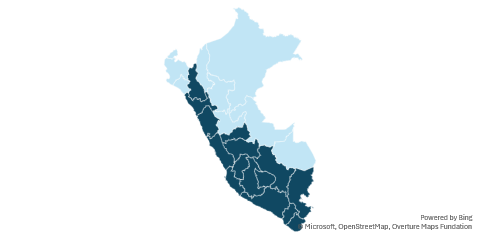 Powered by Bing
© Microsoft, OpenStreetMap, Overture Maps Fundation